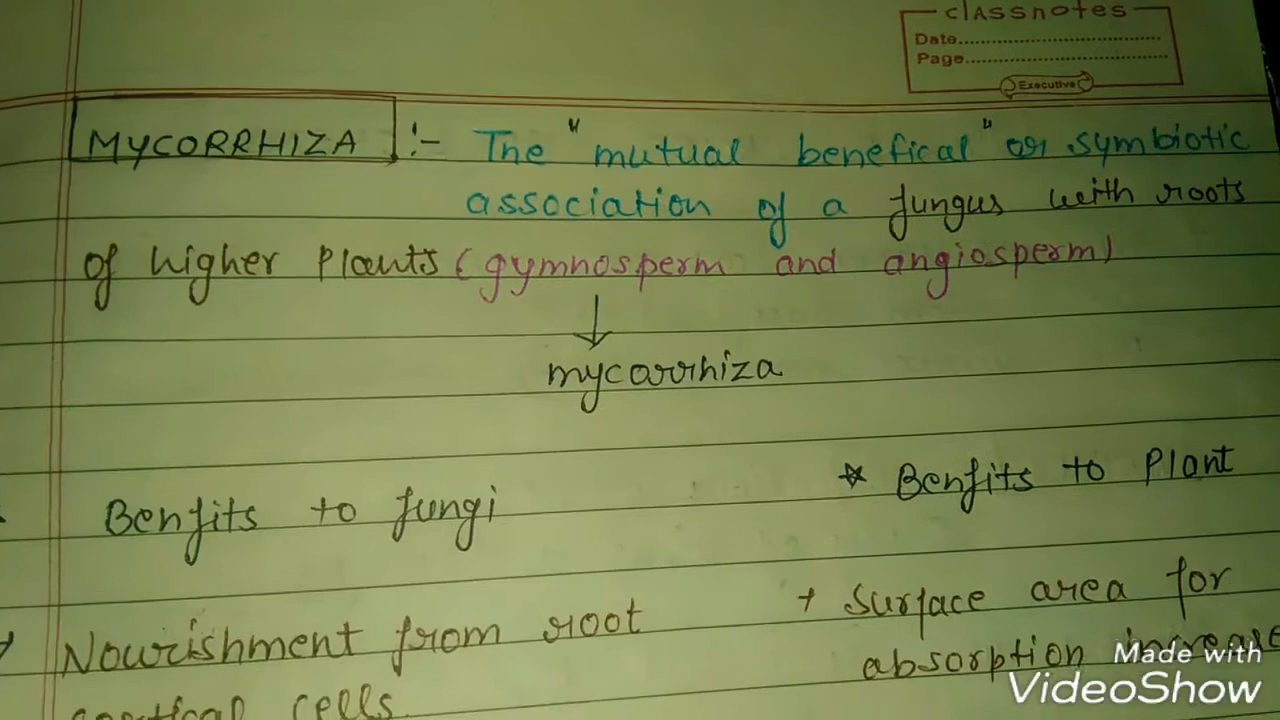 classnotes
Date
Page
Executive
MYCORRHIZA :- The "mutual benefical" or symbiotic
association of a fungus with roots
of higher plants (gymnosperm and angiosperm)
↓
mycorrhiza
Benfits to fungi
* Benfits to Plant
Nourishment from root
cortical cells
+ Surface area for
absorption increase
Made with
VideoShow